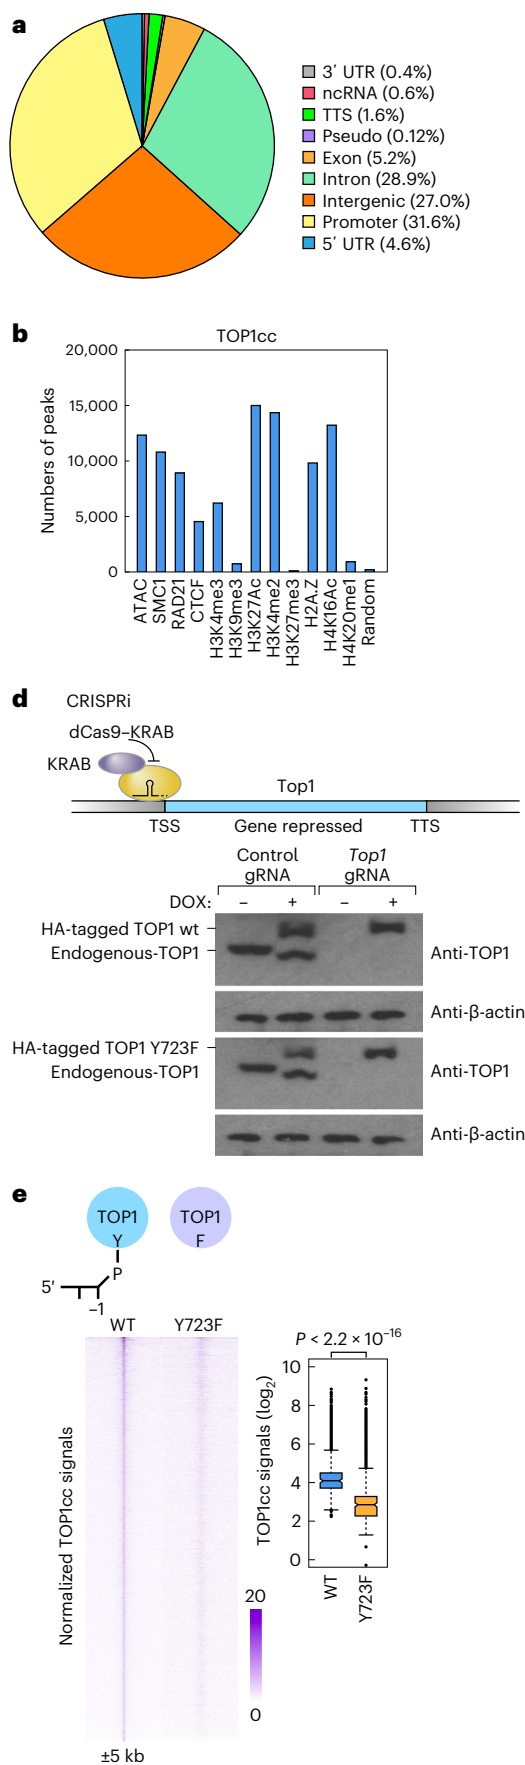 a
3′ UTR (0.4%)
ncRNA (0.6%)
TTS (1.6%)
Pseudo (0.12%)
Exon (5.2%)
Intron (28.9%)
Intergenic (27.0%)
Promoter (31.6%)
5′ UTR (4.6%)
b
TOP1cc
Numbers of peaks
20,000
15,000
10,000
5,000
0
ATAC
SMC1
RAD21
CTCF
H3K4me3
H3K9me3
H3K27Ac
H3K4me2
H3K27me3
H2A.Z
H4K16Ac
H4K20me1
Random
d
CRISPRi
dCas9–KRAB
KRAB
Top1
TSS Gene repressed TTS
Control gRNA
Top1 gRNA
DOX: – + – +
HA-tagged TOP1 wt
Endogenous-TOP1
Anti-TOP1
Anti-β-actin
HA-tagged TOP1 Y723F
Endogenous-TOP1
Anti-TOP1
Anti-β-actin
e
TOP1
Y
TOP1
F
P
5′
–1
WT Y723F
Normalized TOP1cc signals
±5 kb
20
0
P < 2.2 × 10⁻¹⁶
TOP1cc signals (log₂)
10
8
6
4
2
0
WT
Y723F